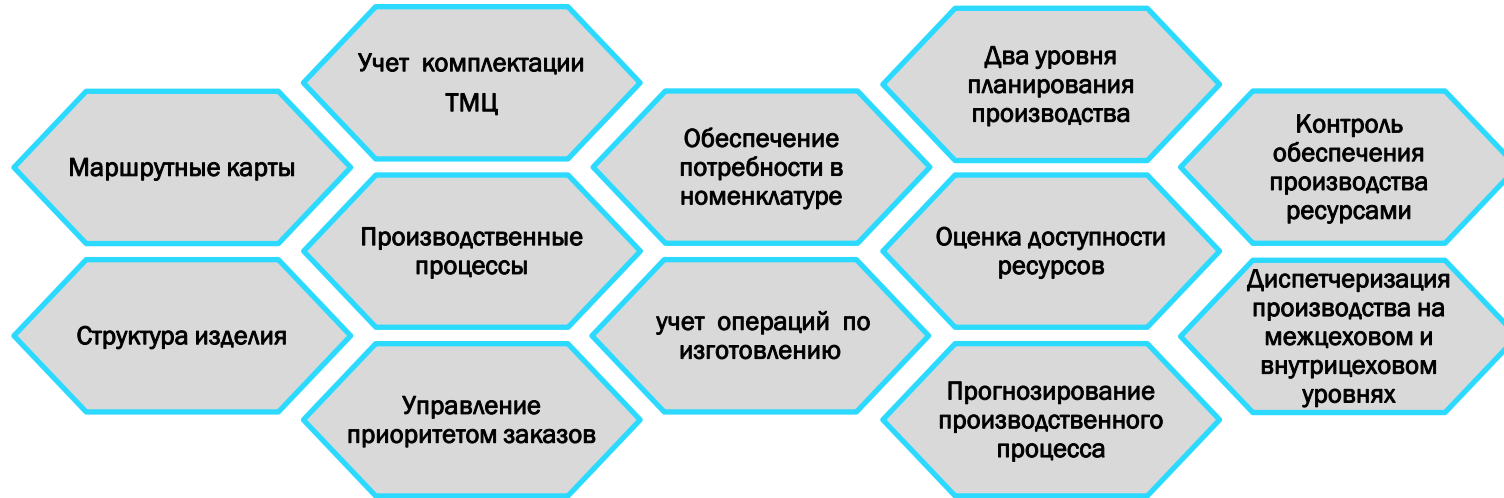 Маршрутные карты
Структура изделия
Учет комплектации
ТМЦ
Производственные
процессы
Управление
приоритетом заказов
Обеспечение
потребности в
номенклатуре
учет операций по
изготовлению
Два уровня
планирования
производства
Оценка доступности
ресурсов
Прогнозирование
производственного
процесса
Контроль
обеспечения
производства
ресурсами
Диспетчеризация
производства на
межцеховом и
внутрицеховом
уровнях